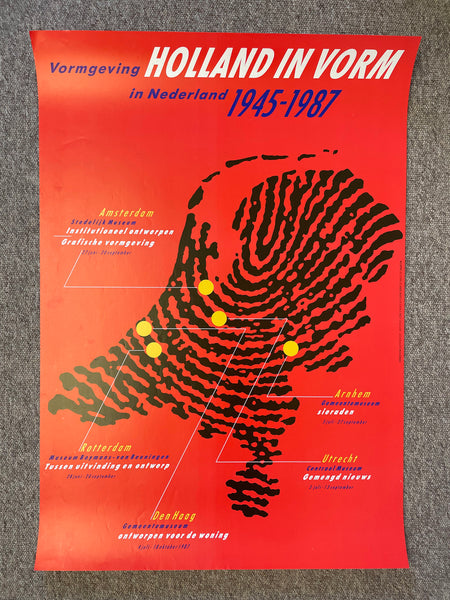 Vormgeving HOLLAND IN VORM
in Nederland 1945-1987
Amsterdam
Stedelijk Museum
Institutioneel ontwerpen
Grafische vormgeving
Arnhem
Gemeentemuseum
sieraden
Rotterdam
Museum Boymans-van Beuningen
Tussen uitvinding en ontwerp
Utrecht
Centraal Museum
Gemengd nieuws
Den Haag
Gemeentemuseum
ontwerpen voor de woning